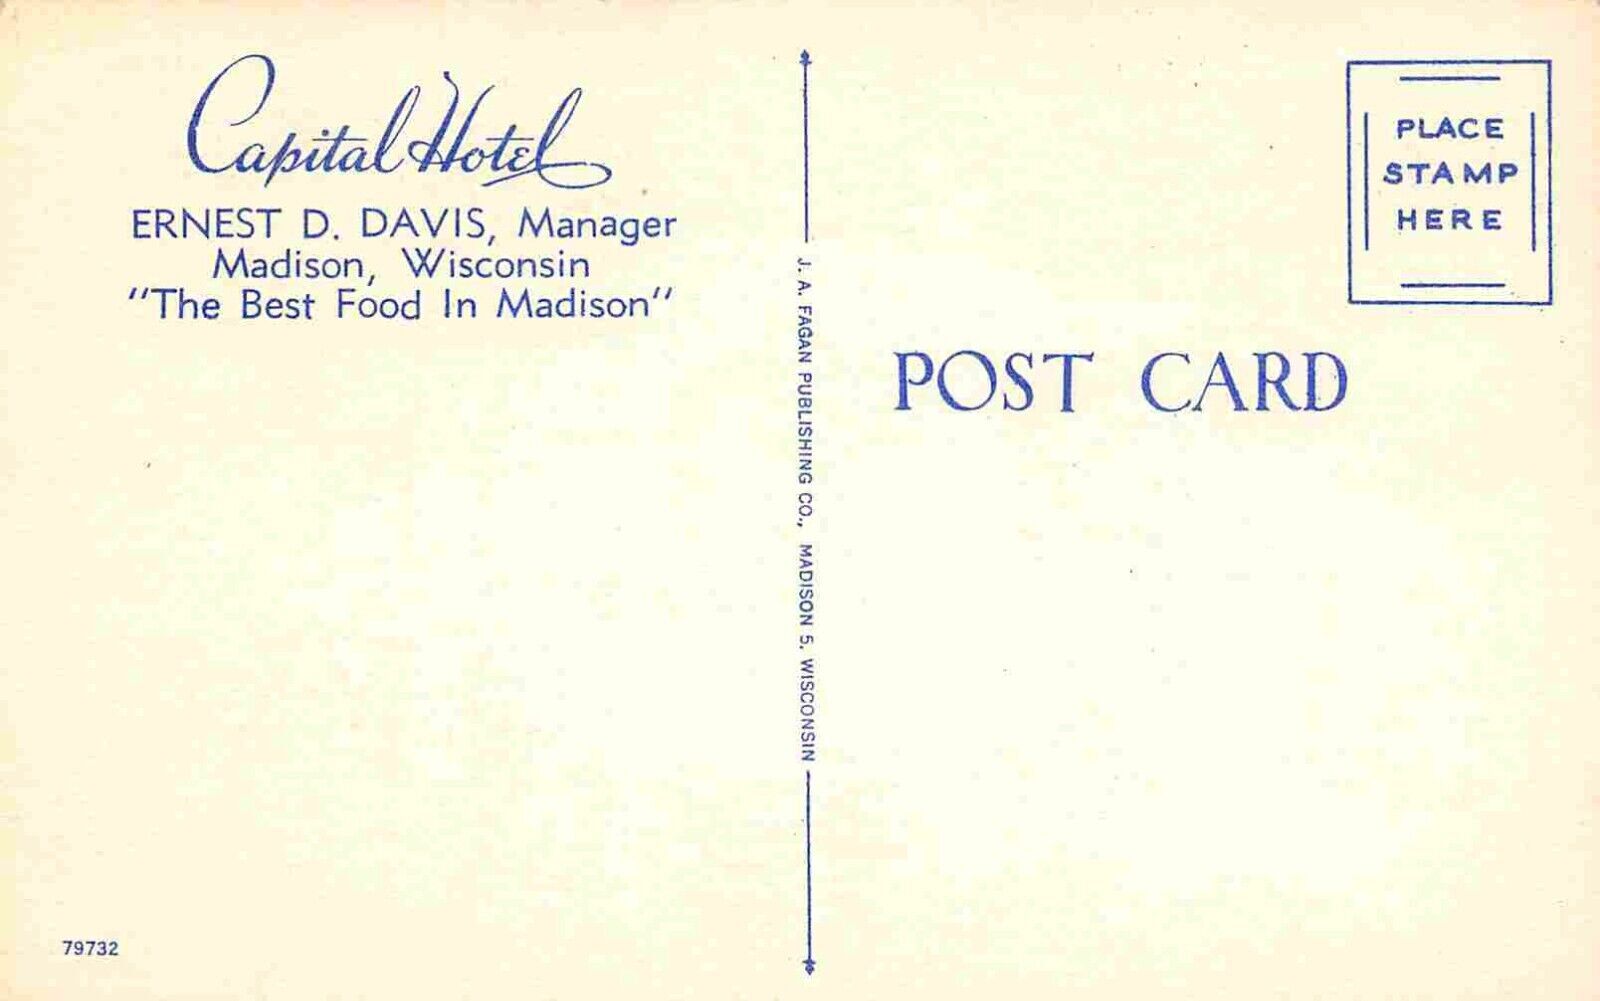 Capital Hotel
ERNEST D. DAVIS, Manager
Madison, Wisconsin
"The Best Food In Madison"
79732
J. A. FAGAN PUBLISHING CO., MADISON 5, WISCONSIN
PLACE
STAMP
HERE
POST CARD